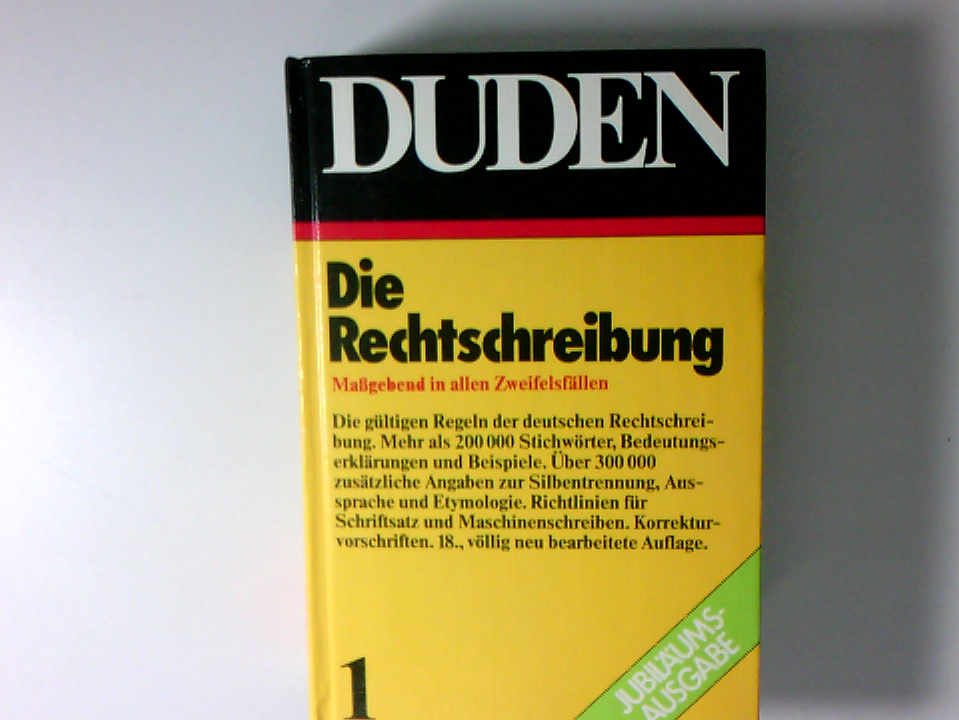 DUDEN
Die
Rechtschreibung
Maßgebend in allen Zweifelsfällen
Die gültigen Regeln der deutschen Rechtschrei-
bung. Mehr als 200 000 Stichwörter, Bedeutungs-
erklärungen und Beispiele. Über 300 000
zusätzliche Angaben zur Silbentrennung, Aus-
sprache und Etymologie. Richtlinien für
Schriftsatz und Maschinenschreiben. Korrektur-
vorschriften. 18., völlig neu bearbeitete Auflage.
1
JUBILÄUMS-
AUSGABE